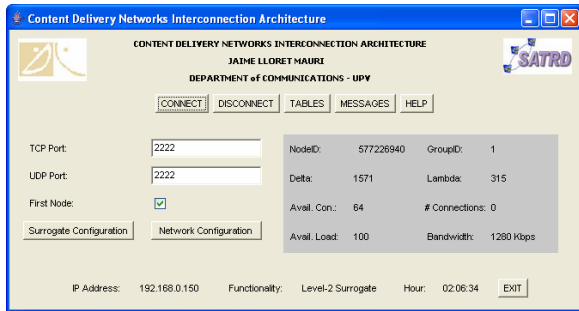 Content Delivery Networks Interconnection Architecture
CONTENT DELIVERY NETWORKS INTERCONNECTION ARCHITECTURE
JAIME LLORET MAURI
DEPARTMENT of COMMUNICATIONS - UPV
SATRD
CONNECT DISCONNECT TABLES MESSAGES HELP
TCP Port: 2222 NodeID: 577226940 GroupID: 1
UDP Port: 2222 Delta: 1571 Lambda: 315
First Node: Avail. Con.: 64 # Connections: 0
Surrogate Configuration Network Configuration Avail. Load: 100 Bandwidth: 1280 Kbps
IP Address: 192.168.0.150 Functionality: Level-2 Surrogate Hour: 02:06:34 EXIT